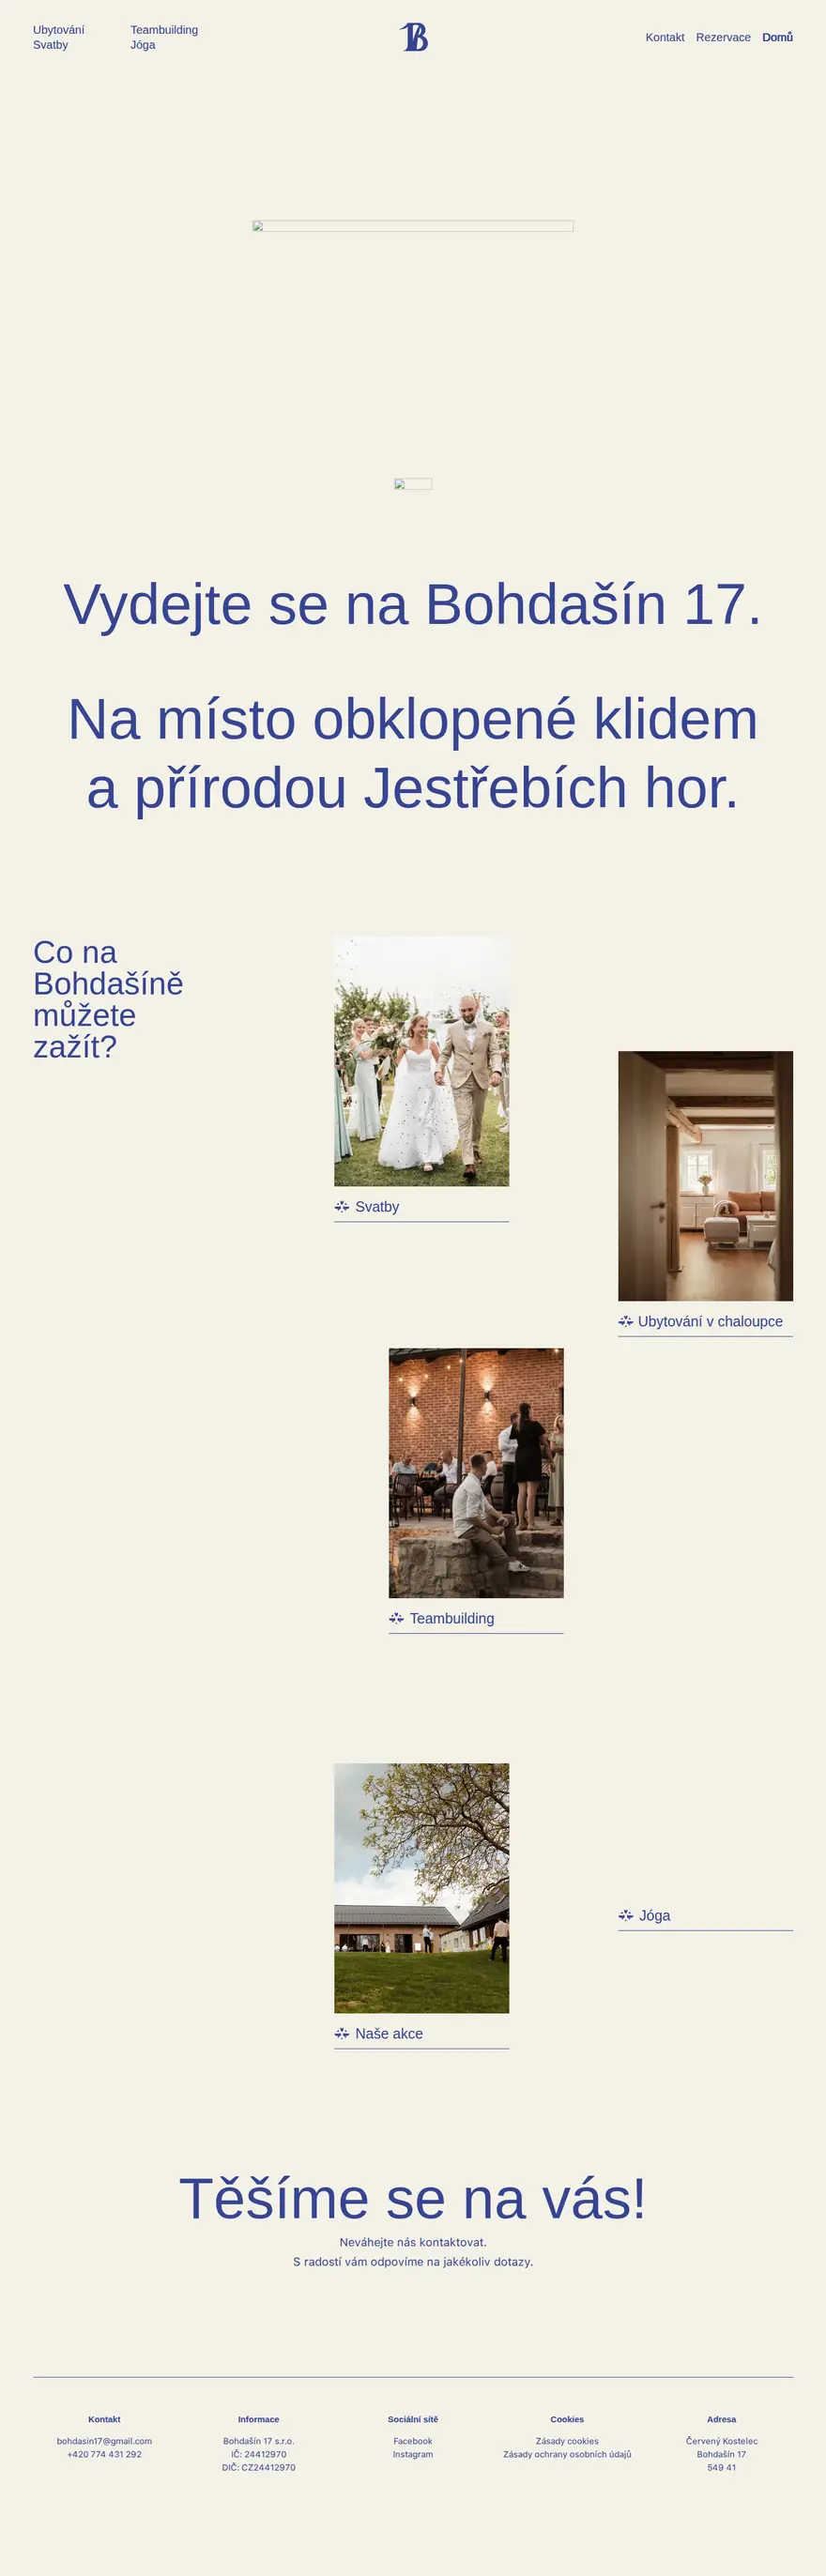 Ubytování
Svatby
Teambuilding
Jóga
Kontakt Rezervace Domů
Vydejte se na Bohdašín 17.
Na místo obklopené klidem
a přírodou Jestřebích hor.
Co na
Bohdašíně
můžete
zažít?
Svatby
Ubytování v chaloupce
Teambuilding
Jóga
Naše akce
Těšíme se na vás!
Neváhejte nás kontaktovat.
S radostí vám odpovíme na jakékoliv dotazy.
Kontakt
bohdasin17@gmail.com
+420 774 431 292
Informace
Bohdašín 17 s.r.o.
IČ: 24412970
DIČ: CZ24412970
Sociální sítě
Facebook
Instagram
Cookies
Zásady cookies
Zásady ochrany osobních údajů
Adresa
Červený Kostelec
Bohdašín 17
549 41